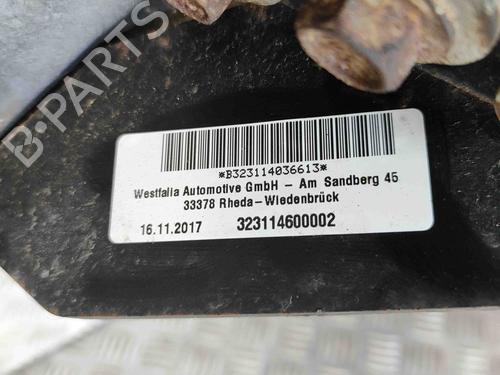 B-PARTS
*B323114036613*
Westfalia Automotive GmbH - Am Sandberg 45
33378 Rheda-Wiedenbrück
16.11.2017 323114600002